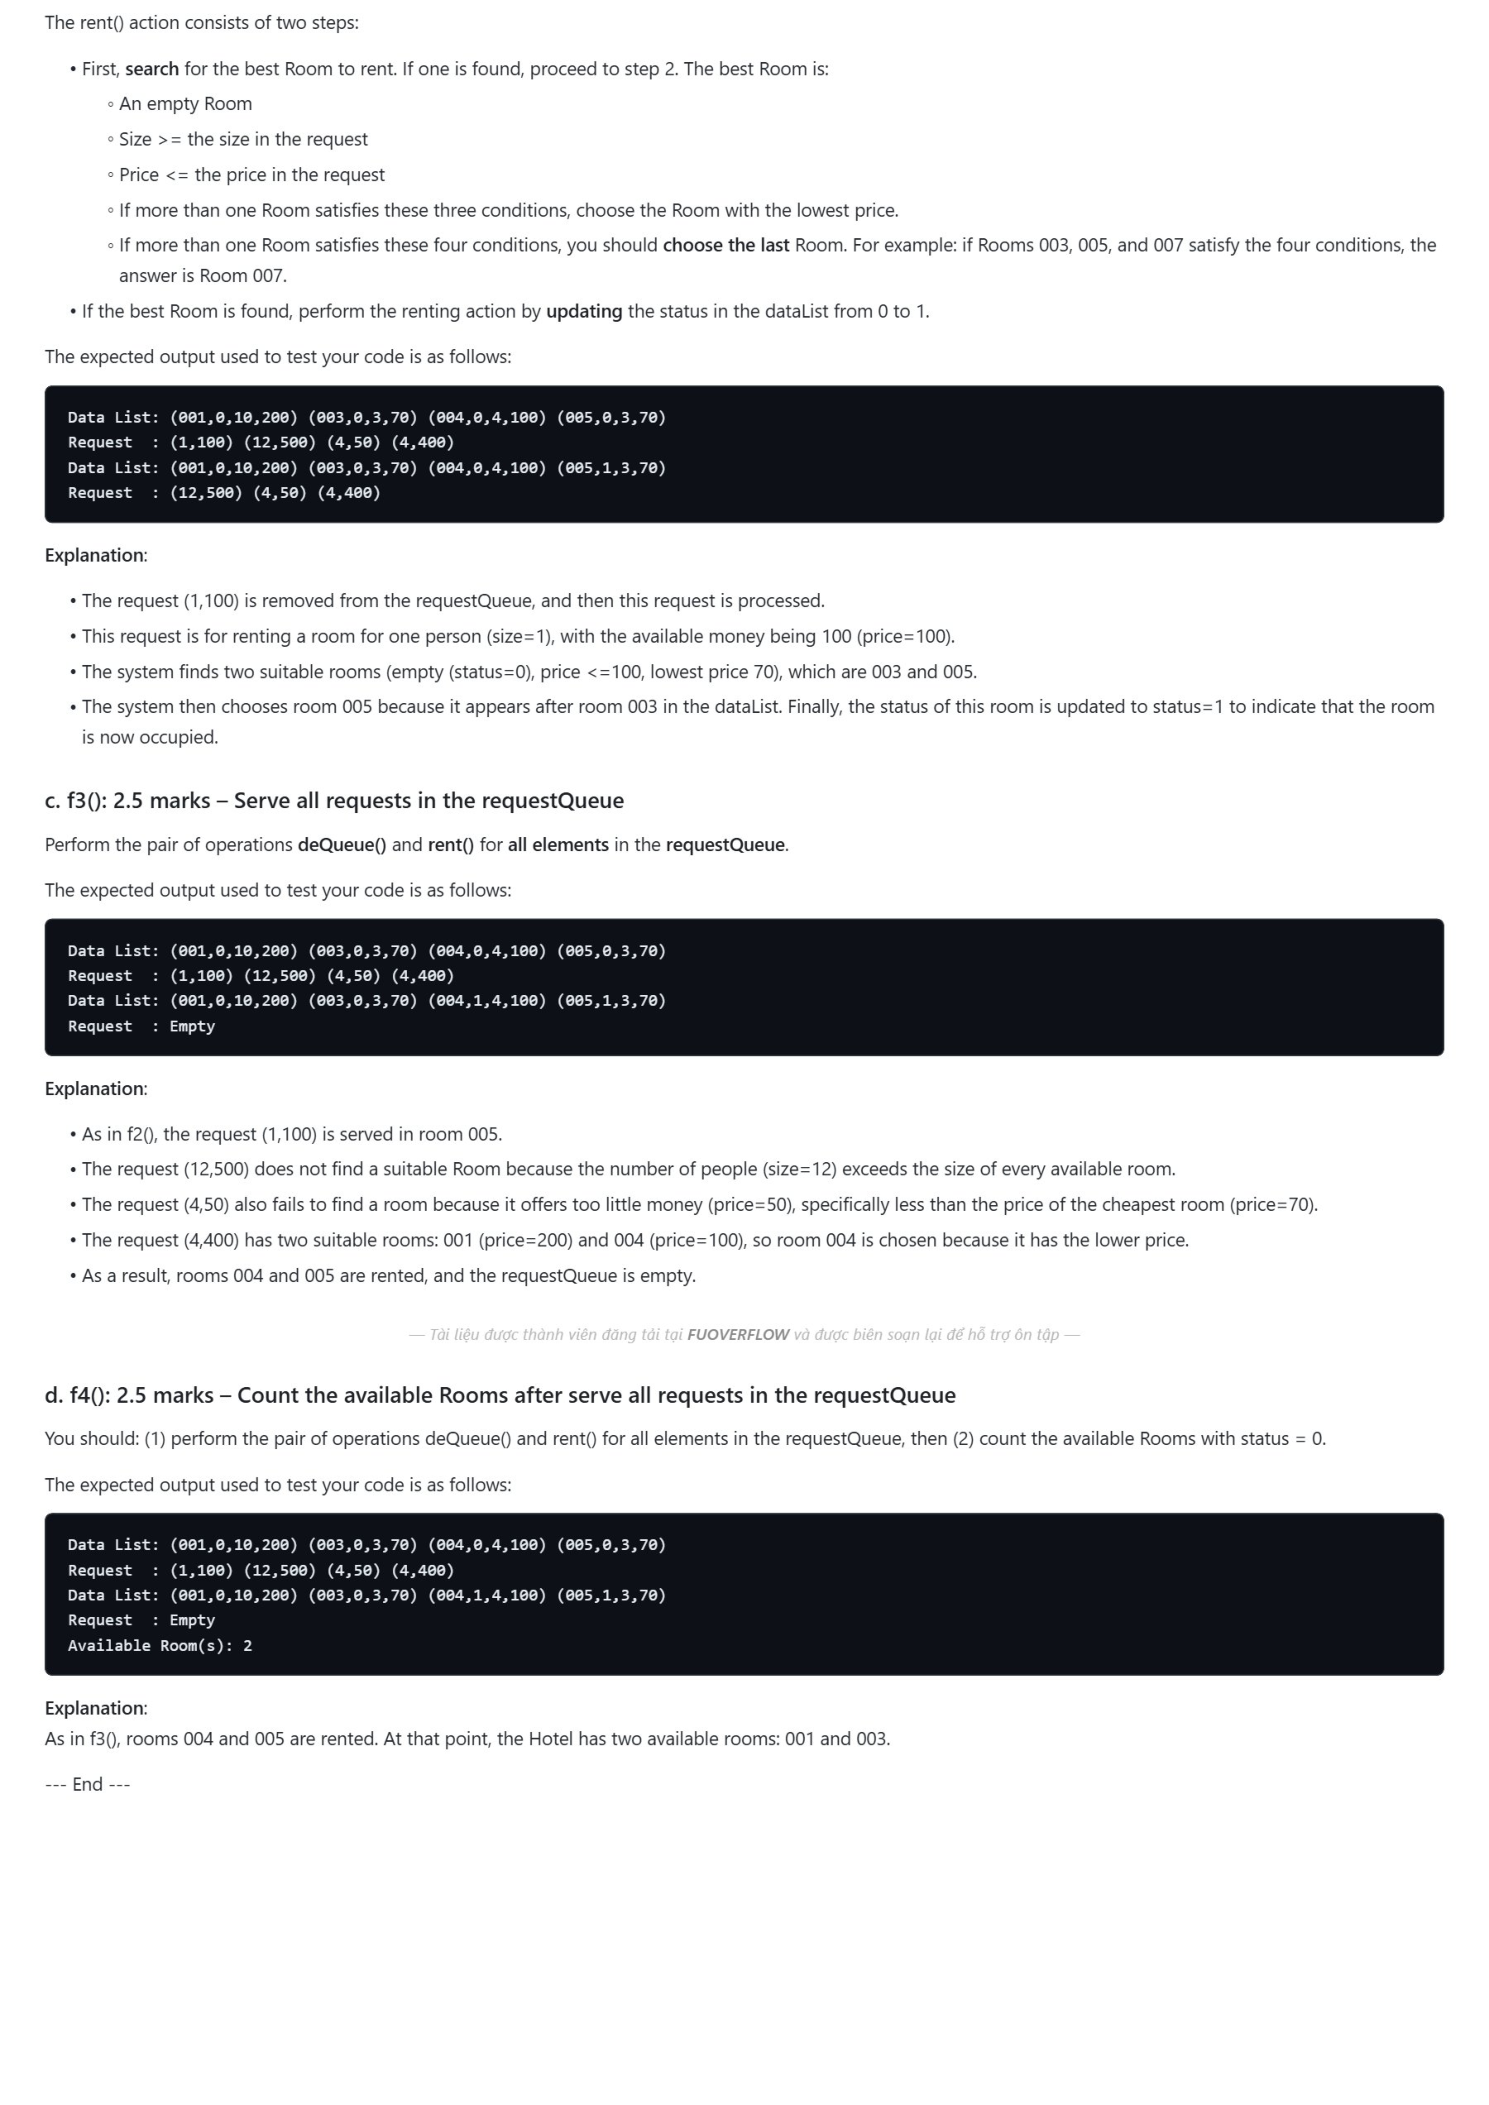 The rent() action consists of two steps:
• First, search for the best Room to rent. If one is found, proceed to step 2. The best Room is:
◦ An empty Room
◦ Size >= the size in the request
◦ Price <= the price in the request
◦ If more than one Room satisfies these three conditions, choose the Room with the lowest price.
◦ If more than one Room satisfies these four conditions, you should choose the last Room. For example: if Rooms 003, 005, and 007 satisfy the four conditions, the
answer is Room 007.
• If the best Room is found, perform the renting action by updating the status in the dataList from 0 to 1.
The expected output used to test your code is as follows:
Data List: (001,0,10,200) (003,0,3,70) (004,0,4,100) (005,0,3,70)
Request  : (1,100) (12,500) (4,50) (4,400)
Data List: (001,0,10,200) (003,0,3,70) (004,0,4,100) (005,1,3,70)
Request  : (12,500) (4,50) (4,400)
Explanation:
• The request (1,100) is removed from the requestQueue, and then this request is processed.
• This request is for renting a room for one person (size=1), with the available money being 100 (price=100).
• The system finds two suitable rooms (empty (status=0), price <=100, lowest price 70), which are 003 and 005.
• The system then chooses room 005 because it appears after room 003 in the dataList. Finally, the status of this room is updated to status=1 to indicate that the room
is now occupied.
c. f3(): 2.5 marks – Serve all requests in the requestQueue
Perform the pair of operations deQueue() and rent() for all elements in the requestQueue.
The expected output used to test your code is as follows:
Data List: (001,0,10,200) (003,0,3,70) (004,0,4,100) (005,0,3,70)
Request  : (1,100) (12,500) (4,50) (4,400)
Data List: (001,0,10,200) (003,0,3,70) (004,1,4,100) (005,1,3,70)
Request  : Empty
Explanation:
• As in f2(), the request (1,100) is served in room 005.
• The request (12,500) does not find a suitable Room because the number of people (size=12) exceeds the size of every available room.
• The request (4,50) also fails to find a room because it offers too little money (price=50), specifically less than the price of the cheapest room (price=70).
• The request (4,400) has two suitable rooms: 001 (price=200) and 004 (price=100), so room 004 is chosen because it has the lower price.
• As a result, rooms 004 and 005 are rented, and the requestQueue is empty.
— Tài liệu được thành viên đăng tải tại FUOVERFLOW và được biên soạn lại để hỗ trợ ôn tập —
d. f4(): 2.5 marks – Count the available Rooms after serve all requests in the requestQueue
You should: (1) perform the pair of operations deQueue() and rent() for all elements in the requestQueue, then (2) count the available Rooms with status = 0.
The expected output used to test your code is as follows:
Data List: (001,0,10,200) (003,0,3,70) (004,0,4,100) (005,0,3,70)
Request  : (1,100) (12,500) (4,50) (4,400)
Data List: (001,0,10,200) (003,0,3,70) (004,1,4,100) (005,1,3,70)
Request  : Empty
Available Room(s): 2
Explanation:
As in f3(), rooms 004 and 005 are rented. At that point, the Hotel has two available rooms: 001 and 003.
--- End ---